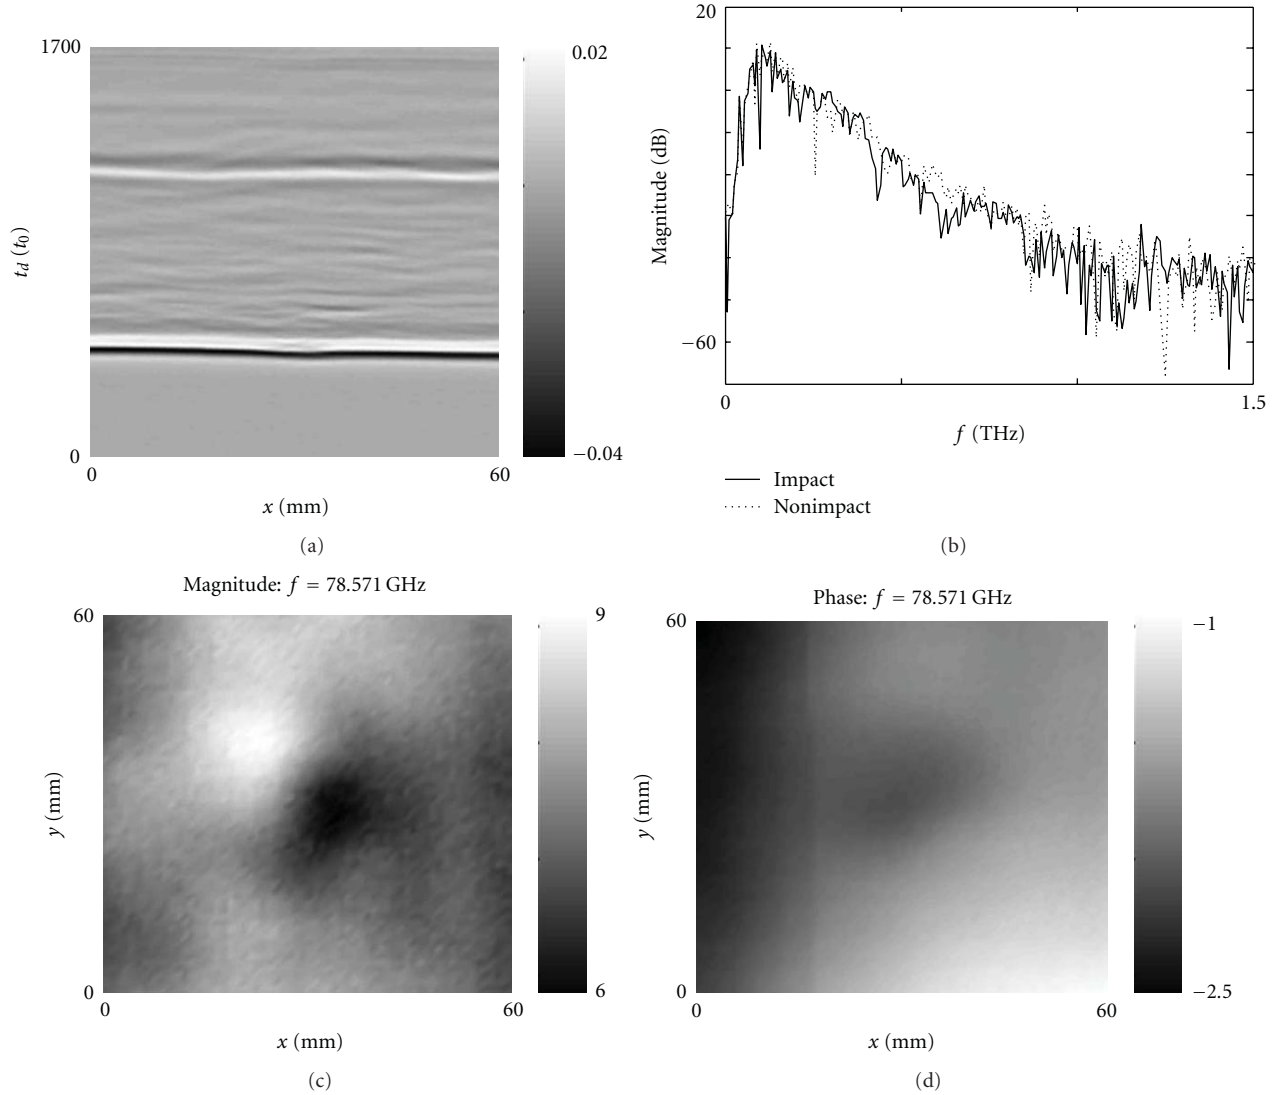 1700
0.02
t_d (t_0)
0
−0.04
0
60
x (mm)
(a)
20
Magnitude (dB)
−60
0
1.5
f (THz)
Impact
Nonimpact
(b)
Magnitude: f = 78.571 GHz
60
9
y (mm)
0
6
0
60
x (mm)
(c)
Phase: f = 78.571 GHz
60
−1
y (mm)
0
−2.5
0
60
x (mm)
(d)